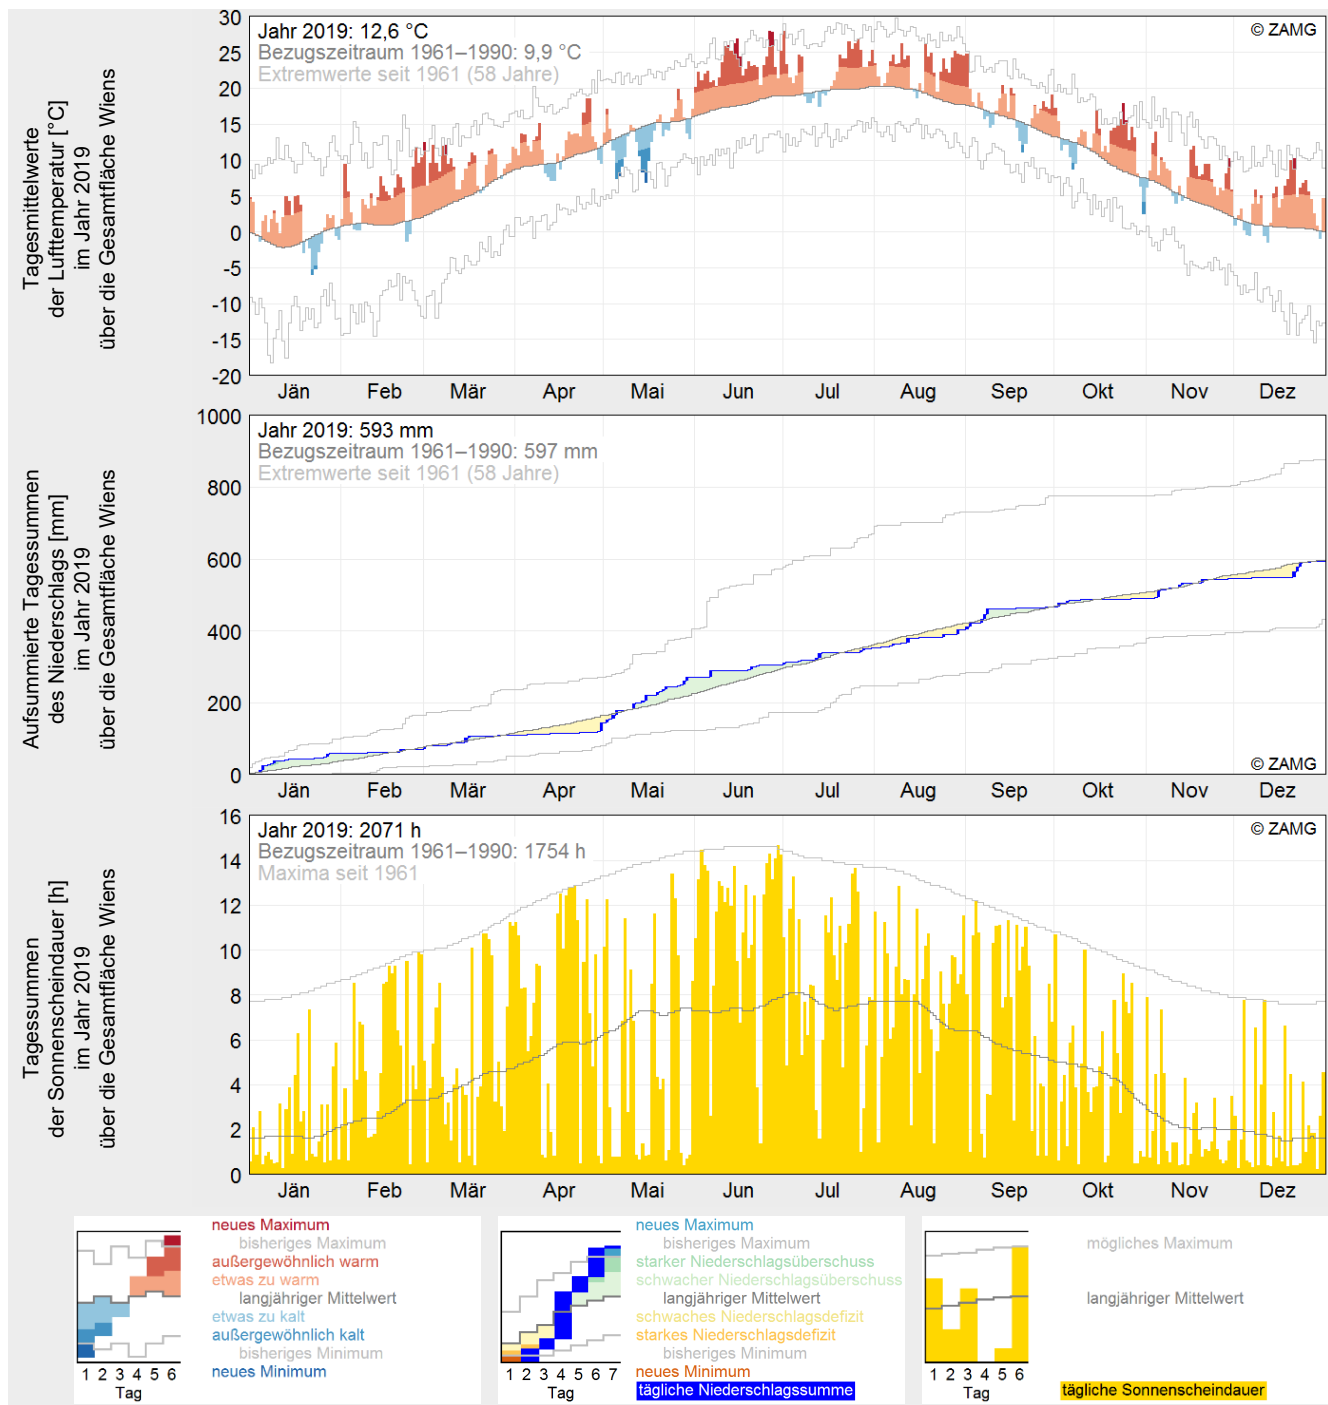 Tagesmittelwerte
der Lufttemperatur [°C]
im Jahr 2019
über die Gesamtfläche Wiens
30
25
20
15
10
5
0
-5
-10
-15
-20
Jahr 2019: 12,6 °C
Bezugszeitraum 1961–1990: 9,9 °C
Extremwerte seit 1961 (58 Jahre)
© ZAMG
Jän Feb Mär Apr Mai Jun Jul Aug Sep Okt Nov Dez
Aufsummierte Tagessummen
des Niederschlags [mm]
im Jahr 2019
über die Gesamtfläche Wiens
1000
800
600
400
200
0
Jahr 2019: 593 mm
Bezugszeitraum 1961–1990: 597 mm
Extremwerte seit 1961 (58 Jahre)
© ZAMG
Jän Feb Mär Apr Mai Jun Jul Aug Sep Okt Nov Dez
Tagessummen
der Sonnenscheindauer [h]
im Jahr 2019
über die Gesamtfläche Wiens
16
14
12
10
8
6
4
2
0
Jahr 2019: 2071 h
Bezugszeitraum 1961–1990: 1754 h
Maxima seit 1961
© ZAMG
Jän Feb Mär Apr Mai Jun Jul Aug Sep Okt Nov Dez
neues Maximum
bisheriges Maximum
außergewöhnlich warm
etwas zu warm
langjähriger Mittelwert
etwas zu kalt
außergewöhnlich kalt
bisheriges Minimum
neues Minimum
1 2 3 4 5 6
Tag
neues Maximum
bisheriges Maximum
starker Niederschlagsüberschuss
schwacher Niederschlagsüberschuss
langjähriger Mittelwert
schwaches Niederschlagsdefizit
starkes Niederschlagsdefizit
bisheriges Minimum
neues Minimum
tägliche Niederschlagssumme
1 2 3 4 5 6 7
Tag
mögliches Maximum
langjähriger Mittelwert
tägliche Sonnenscheindauer
1 2 3 4 5 6
Tag